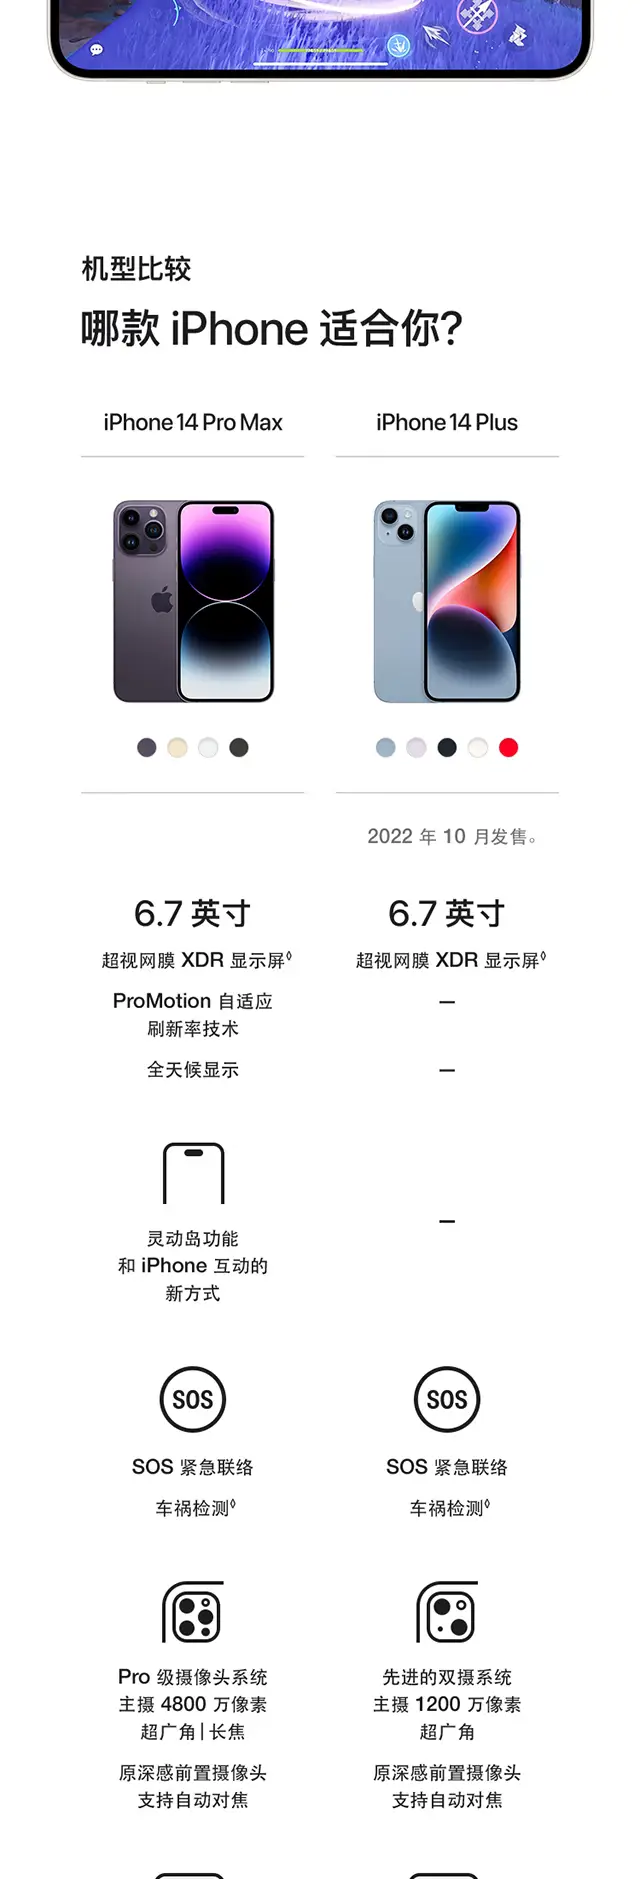 机型比较
哪款 iPhone 适合你？
iPhone 14 Pro Max
iPhone 14 Plus
2022 年 10 月发售。
6.7 英寸
6.7 英寸
超视网膜 XDR 显示屏◊
超视网膜 XDR 显示屏◊
ProMotion 自适应
刷新率技术
–
全天候显示
–
灵动岛功能
和 iPhone 互动的
新方式
–
SOS
SOS
SOS 紧急联络
SOS 紧急联络
车祸检测◊
车祸检测◊
Pro 级摄像头系统
主摄 4800 万像素
超广角 | 长焦
先进的双摄系统
主摄 1200 万像素
超广角
原深感前置摄像头
支持自动对焦
原深感前置摄像头
支持自动对焦